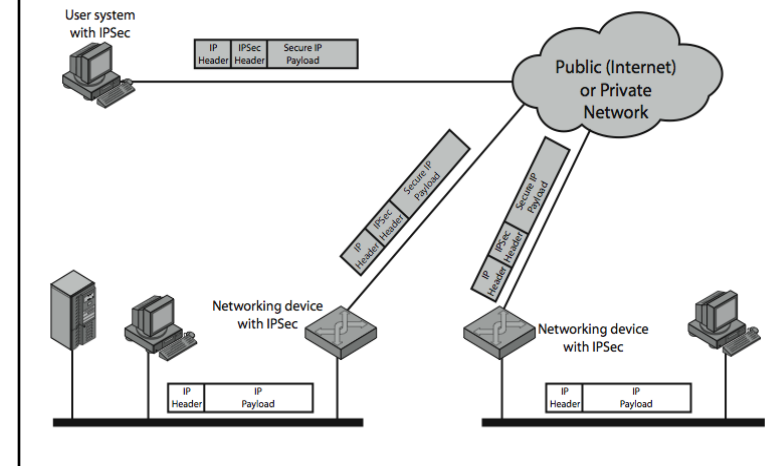 User system
with IPSec
IP
Header
IPSec
Header
Secure IP
Payload
Public (Internet)
or Private
Network
IP
Header
IPSec
Header
Secure IP
Payload
IP
Header
IPSec
Header
Secure IP
Payload
Networking device
with IPSec
Networking device
with IPSec
IP
Header
IP
Payload
IP
Header
IP
Payload